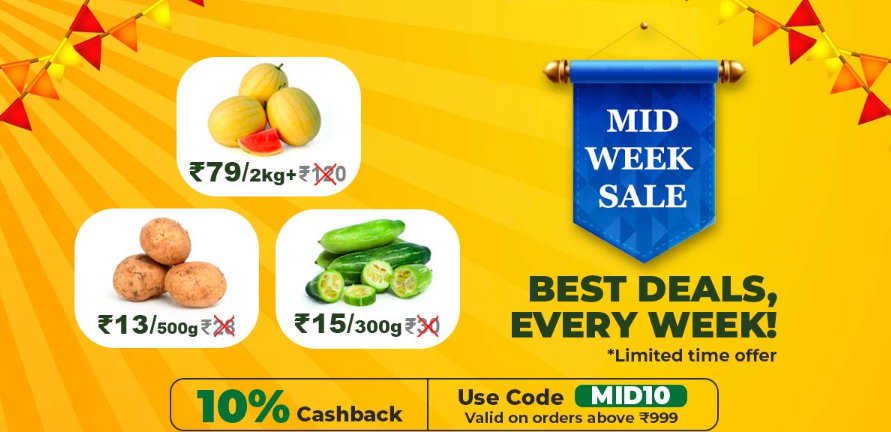 ₹79/2kg+ ₹120
₹13/500g ₹28
₹15/300g ₹30
MID
WEEK
SALE
BEST DEALS,
EVERY WEEK!
*Limited time offer
10% Cashback
Use Code MID10
Valid on orders above ₹999